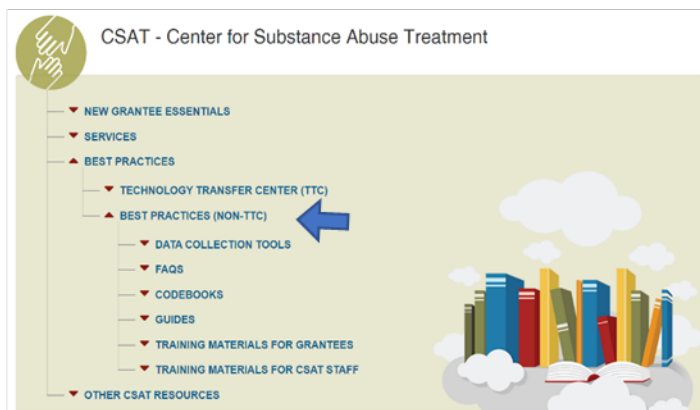 CSAT - Center for Substance Abuse Treatment
NEW GRANTEE ESSENTIALS
SERVICES
BEST PRACTICES
TECHNOLOGY TRANSFER CENTER (TTC)
BEST PRACTICES (NON-TTC)
DATA COLLECTION TOOLS
FAQS
CODEBOOKS
GUIDES
TRAINING MATERIALS FOR GRANTEES
TRAINING MATERIALS FOR CSAT STAFF
OTHER CSAT RESOURCES